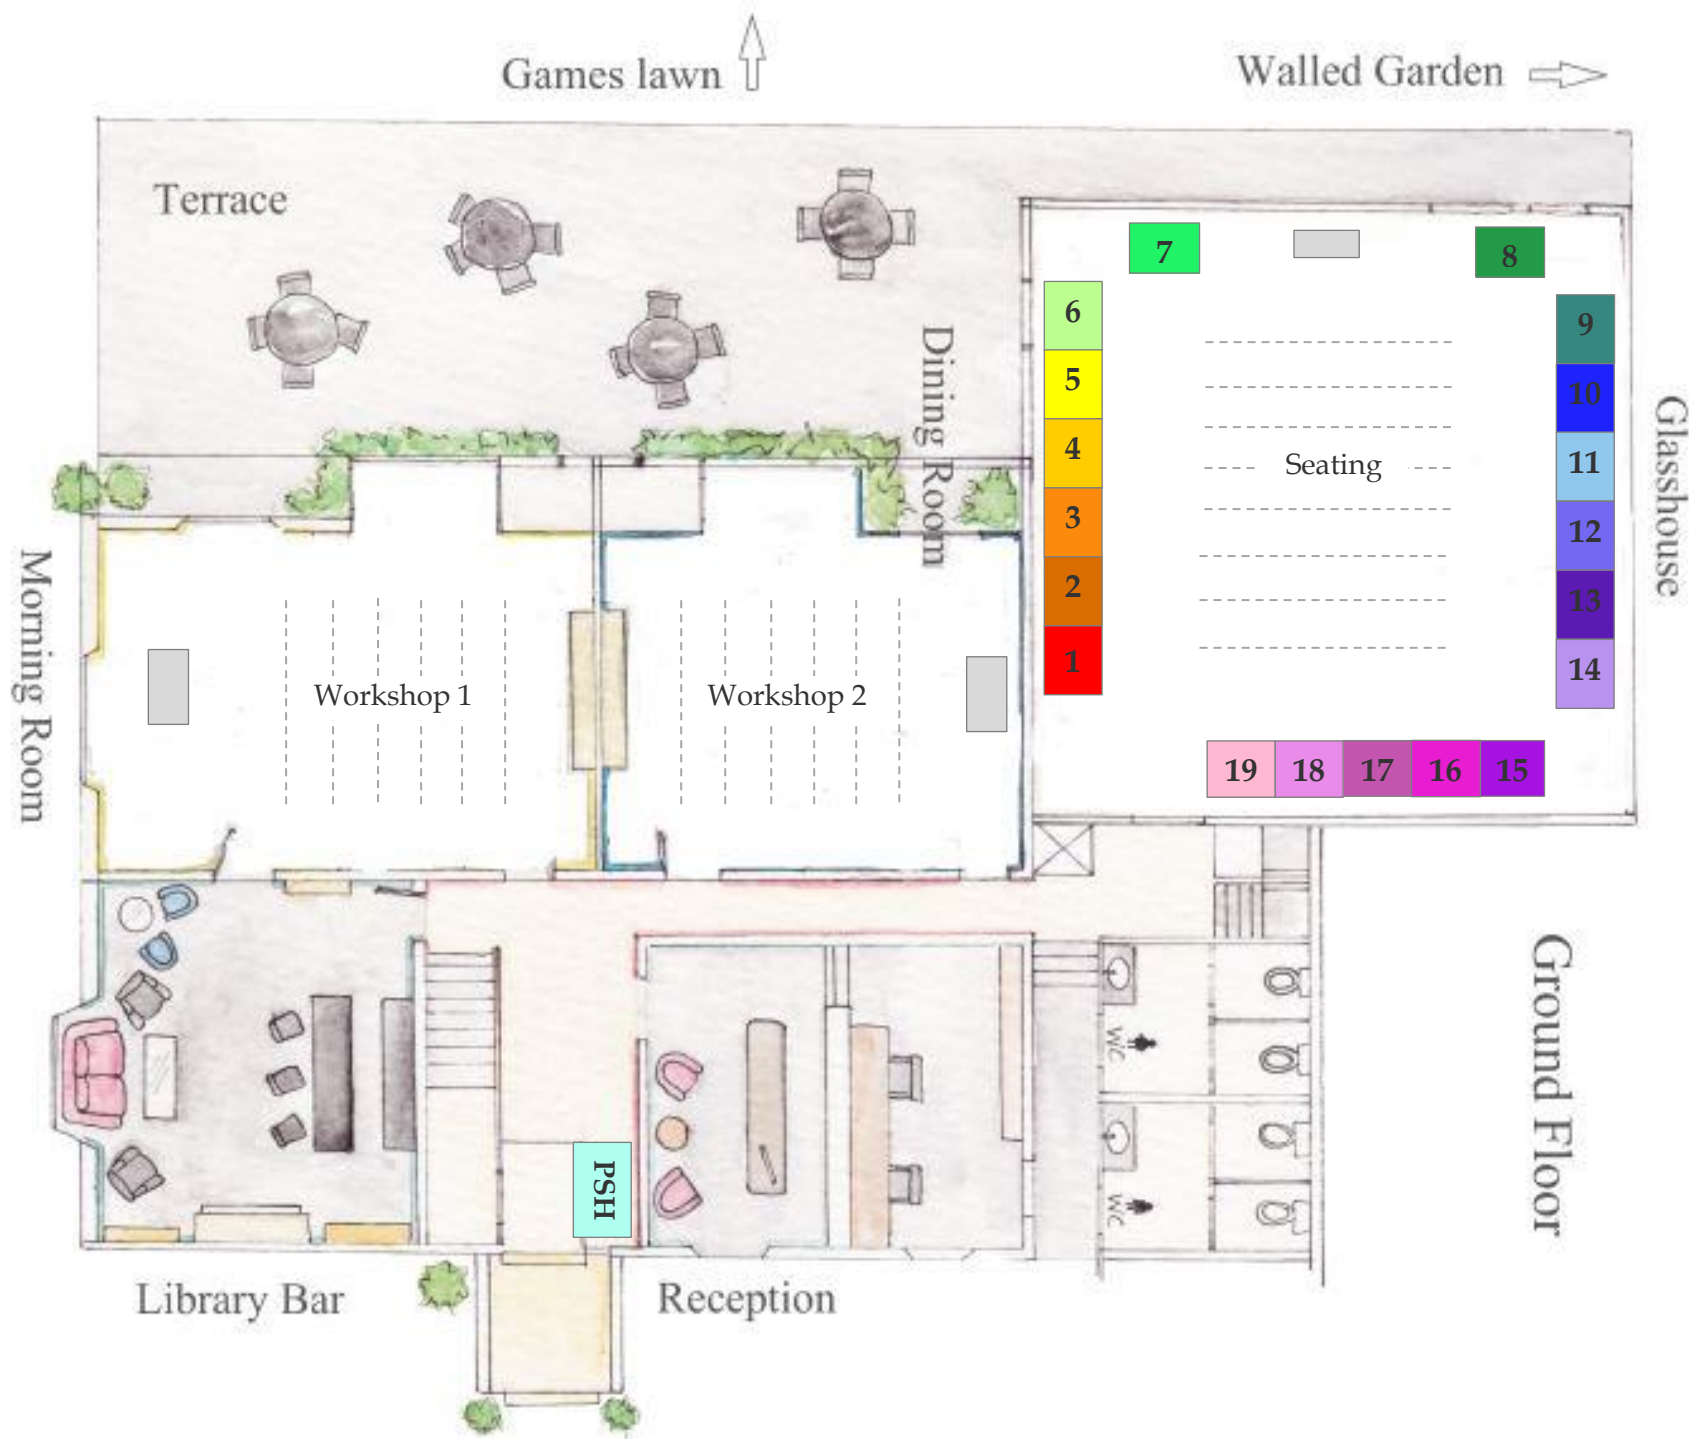 Games lawn
Walled Garden
Terrace
7
8
6
5
4
3
2
1
9
10
11
12
13
14
Seating
Dining Room
Glasshouse
Morning Room
Workshop 1
Workshop 2
19
18
17
16
15
Ground Floor
WC
WC
PSH
Library Bar
Reception